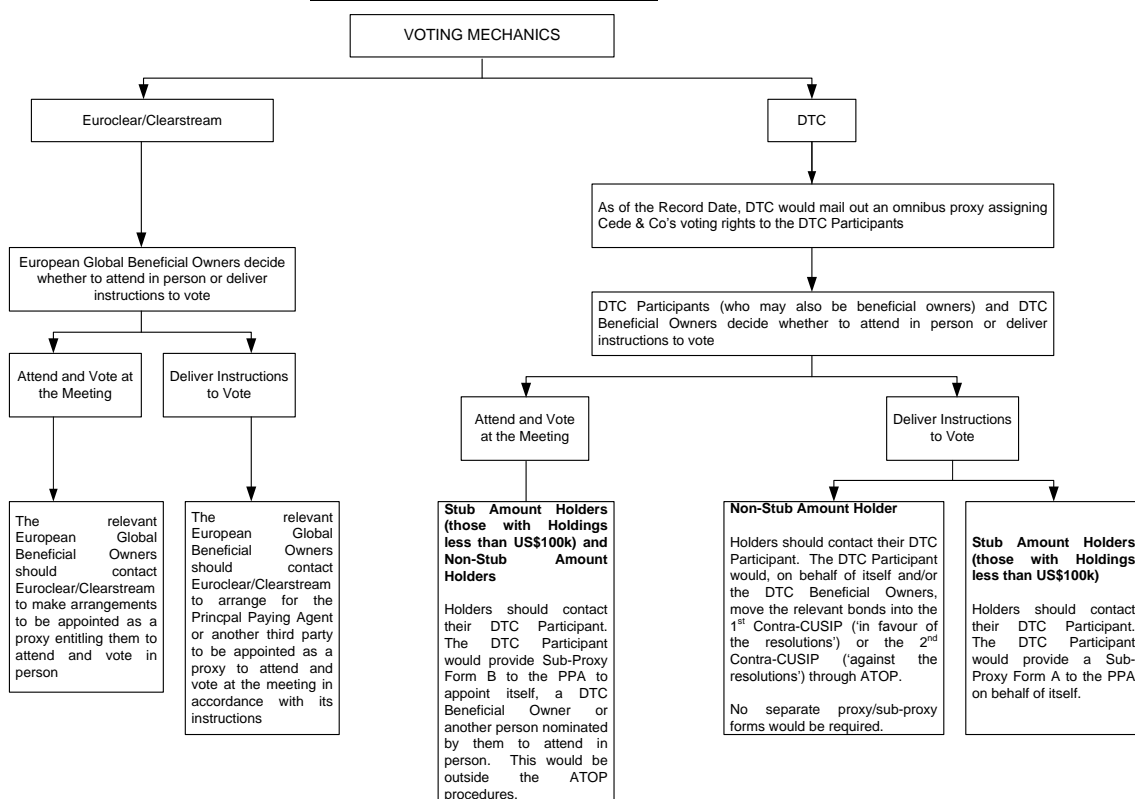 VOTING MECHANICS
Euroclear/Clearstream
DTC
As of the Record Date, DTC would mail out an omnibus proxy assigning
Cede & Co's voting rights to the DTC Participants
European Global Beneficial Owners decide
whether to attend in person or deliver
instructions to vote
DTC Participants (who may also be beneficial owners) and DTC
Beneficial Owners decide whether to attend in person or deliver
instructions to vote
Attend and Vote at
the Meeting
Deliver Instructions
to Vote
Attend and Vote
at the Meeting
Deliver Instructions
to Vote
The relevant
European Global
Beneficial Owners
should contact
Euroclear/Clearstream
to make arrangements
to be appointed as a
proxy entitling them to
attend and vote in
person
The relevant
European Global
Beneficial Owners
should contact
Euroclear/Clearstream
to arrange for the
Princpal Paying Agent
or another third party
to be appointed as a
proxy to attend and
vote at the meeting in
accordance with its
instructions
Stub Amount Holders
(those with Holdings
less than US$100k) and
Non-Stub Amount
Holders
Holders should contact
their DTC Participant.
The DTC Participant
would provide Sub-Proxy
Form B to the PPA to
appoint itself, a DTC
Beneficial Owner or
another person nominated
by them to attend in
person. This would be
outside the ATOP
procedures.
Non-Stub Amount Holder
Holders should contact their DTC
Participant. The DTC Participant
would, on behalf of itself and/or
the DTC Beneficial Owners,
move the relevant bonds into the
1st Contra-CUSIP ('in favour of
the resolutions') or the 2nd
Contra-CUSIP ('against the
resolutions') through ATOP.
No separate proxy/sub-proxy
forms would be required.
Stub Amount Holders
(those with Holdings
less than US$100k)
Holders should contact
their DTC Participant.
The DTC Participant
would provide a Sub-
Proxy Form A to the PPA
on behalf of itself.